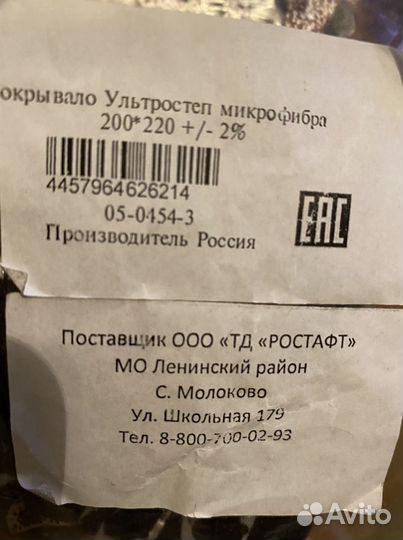 окрывало Ультростеп микрофибра
200*220 +/- 2%
4457964626214
05-0454-3
Производитель Россия
EAC
Поставщик ООО «ТД «РОСТАФТ»
МО Ленинский район
С. Молоково
Ул. Школьная 179
Тел. 8-800-700-02-93
Avito